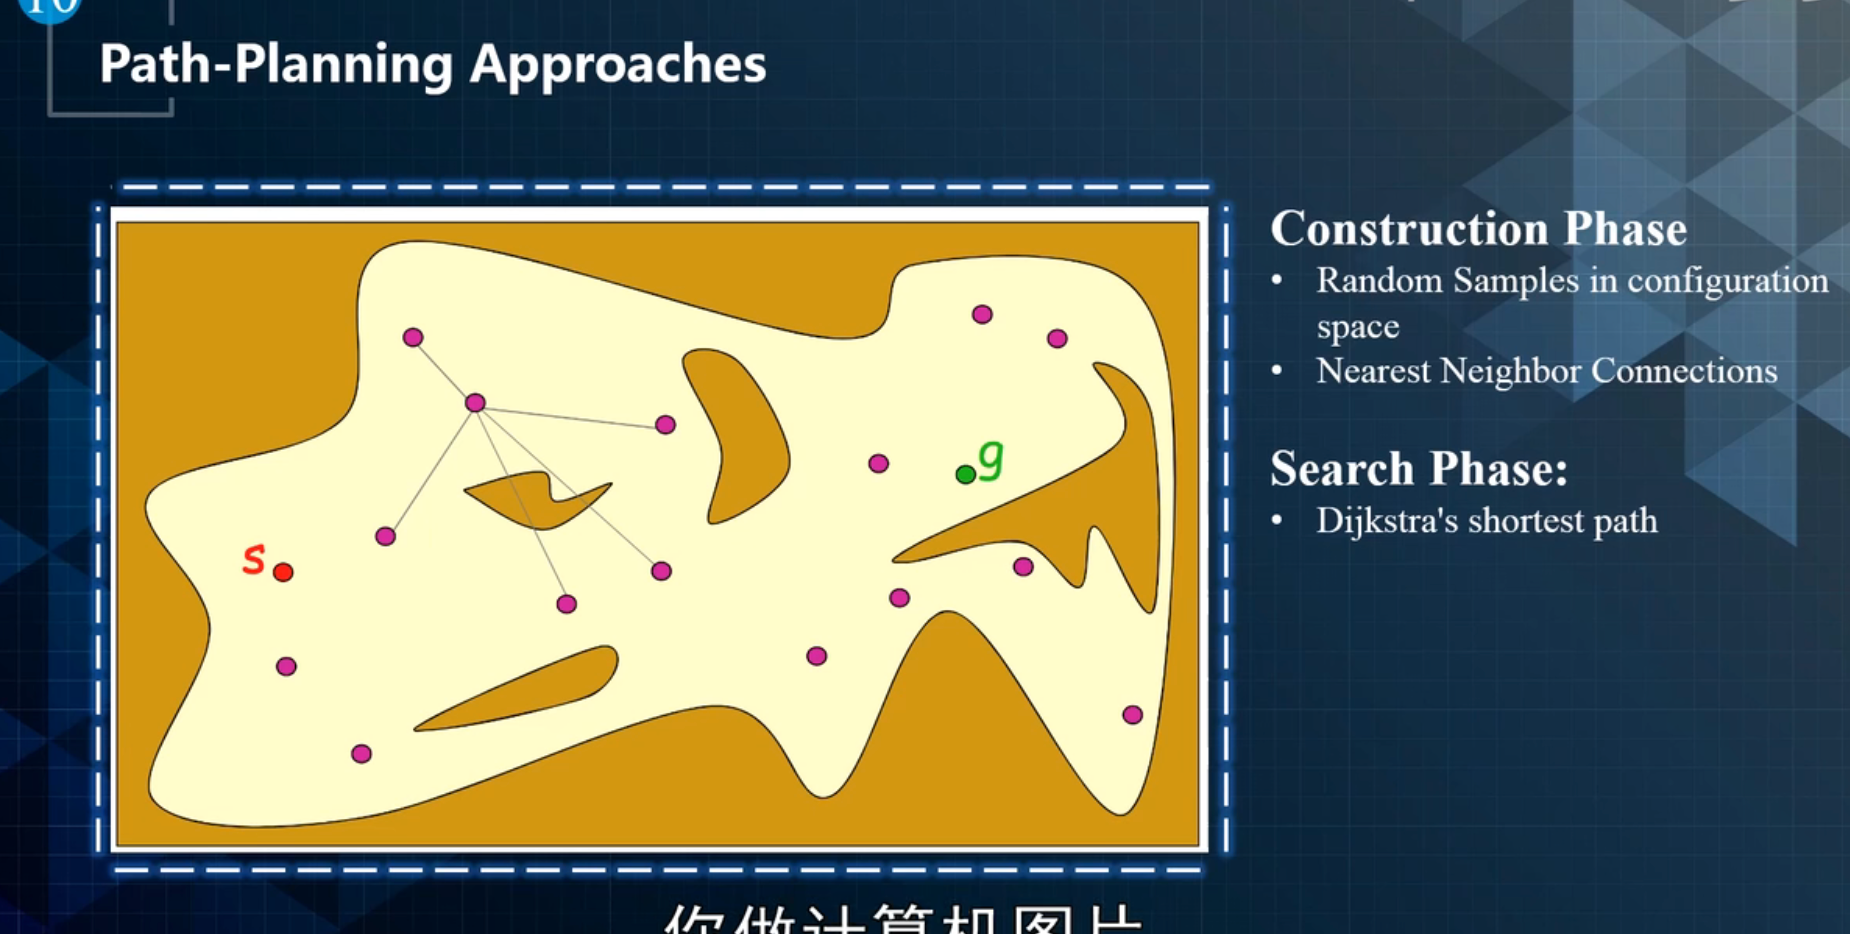 10
Path-Planning Approaches
Construction Phase
• Random Samples in configuration
space
• Nearest Neighbor Connections
Search Phase:
• Dijkstra's shortest path
g
s
你做计算机图片